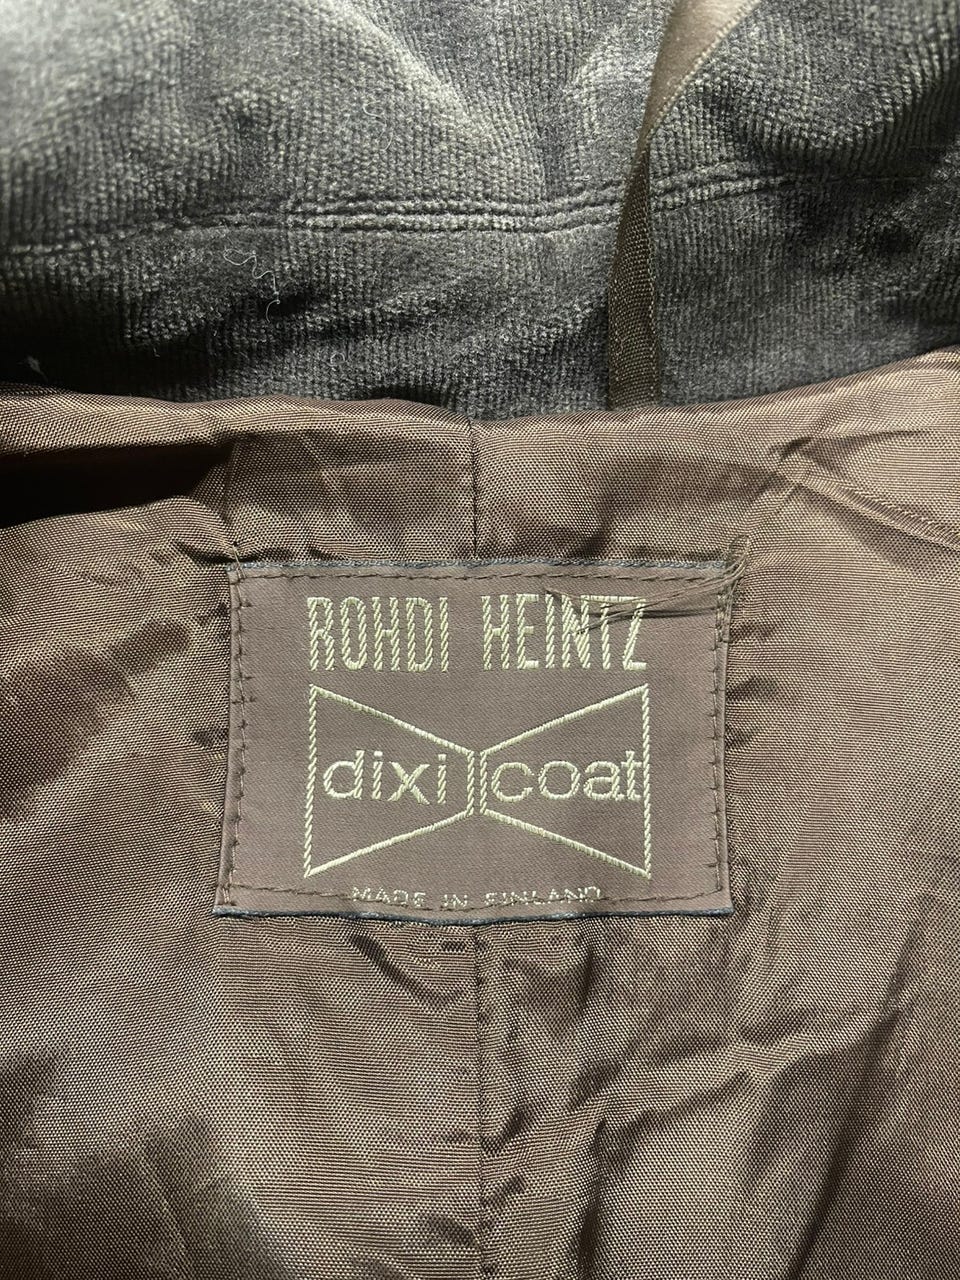 ROHDI HEINTZ
dixi coat
MADE IN FINLAND